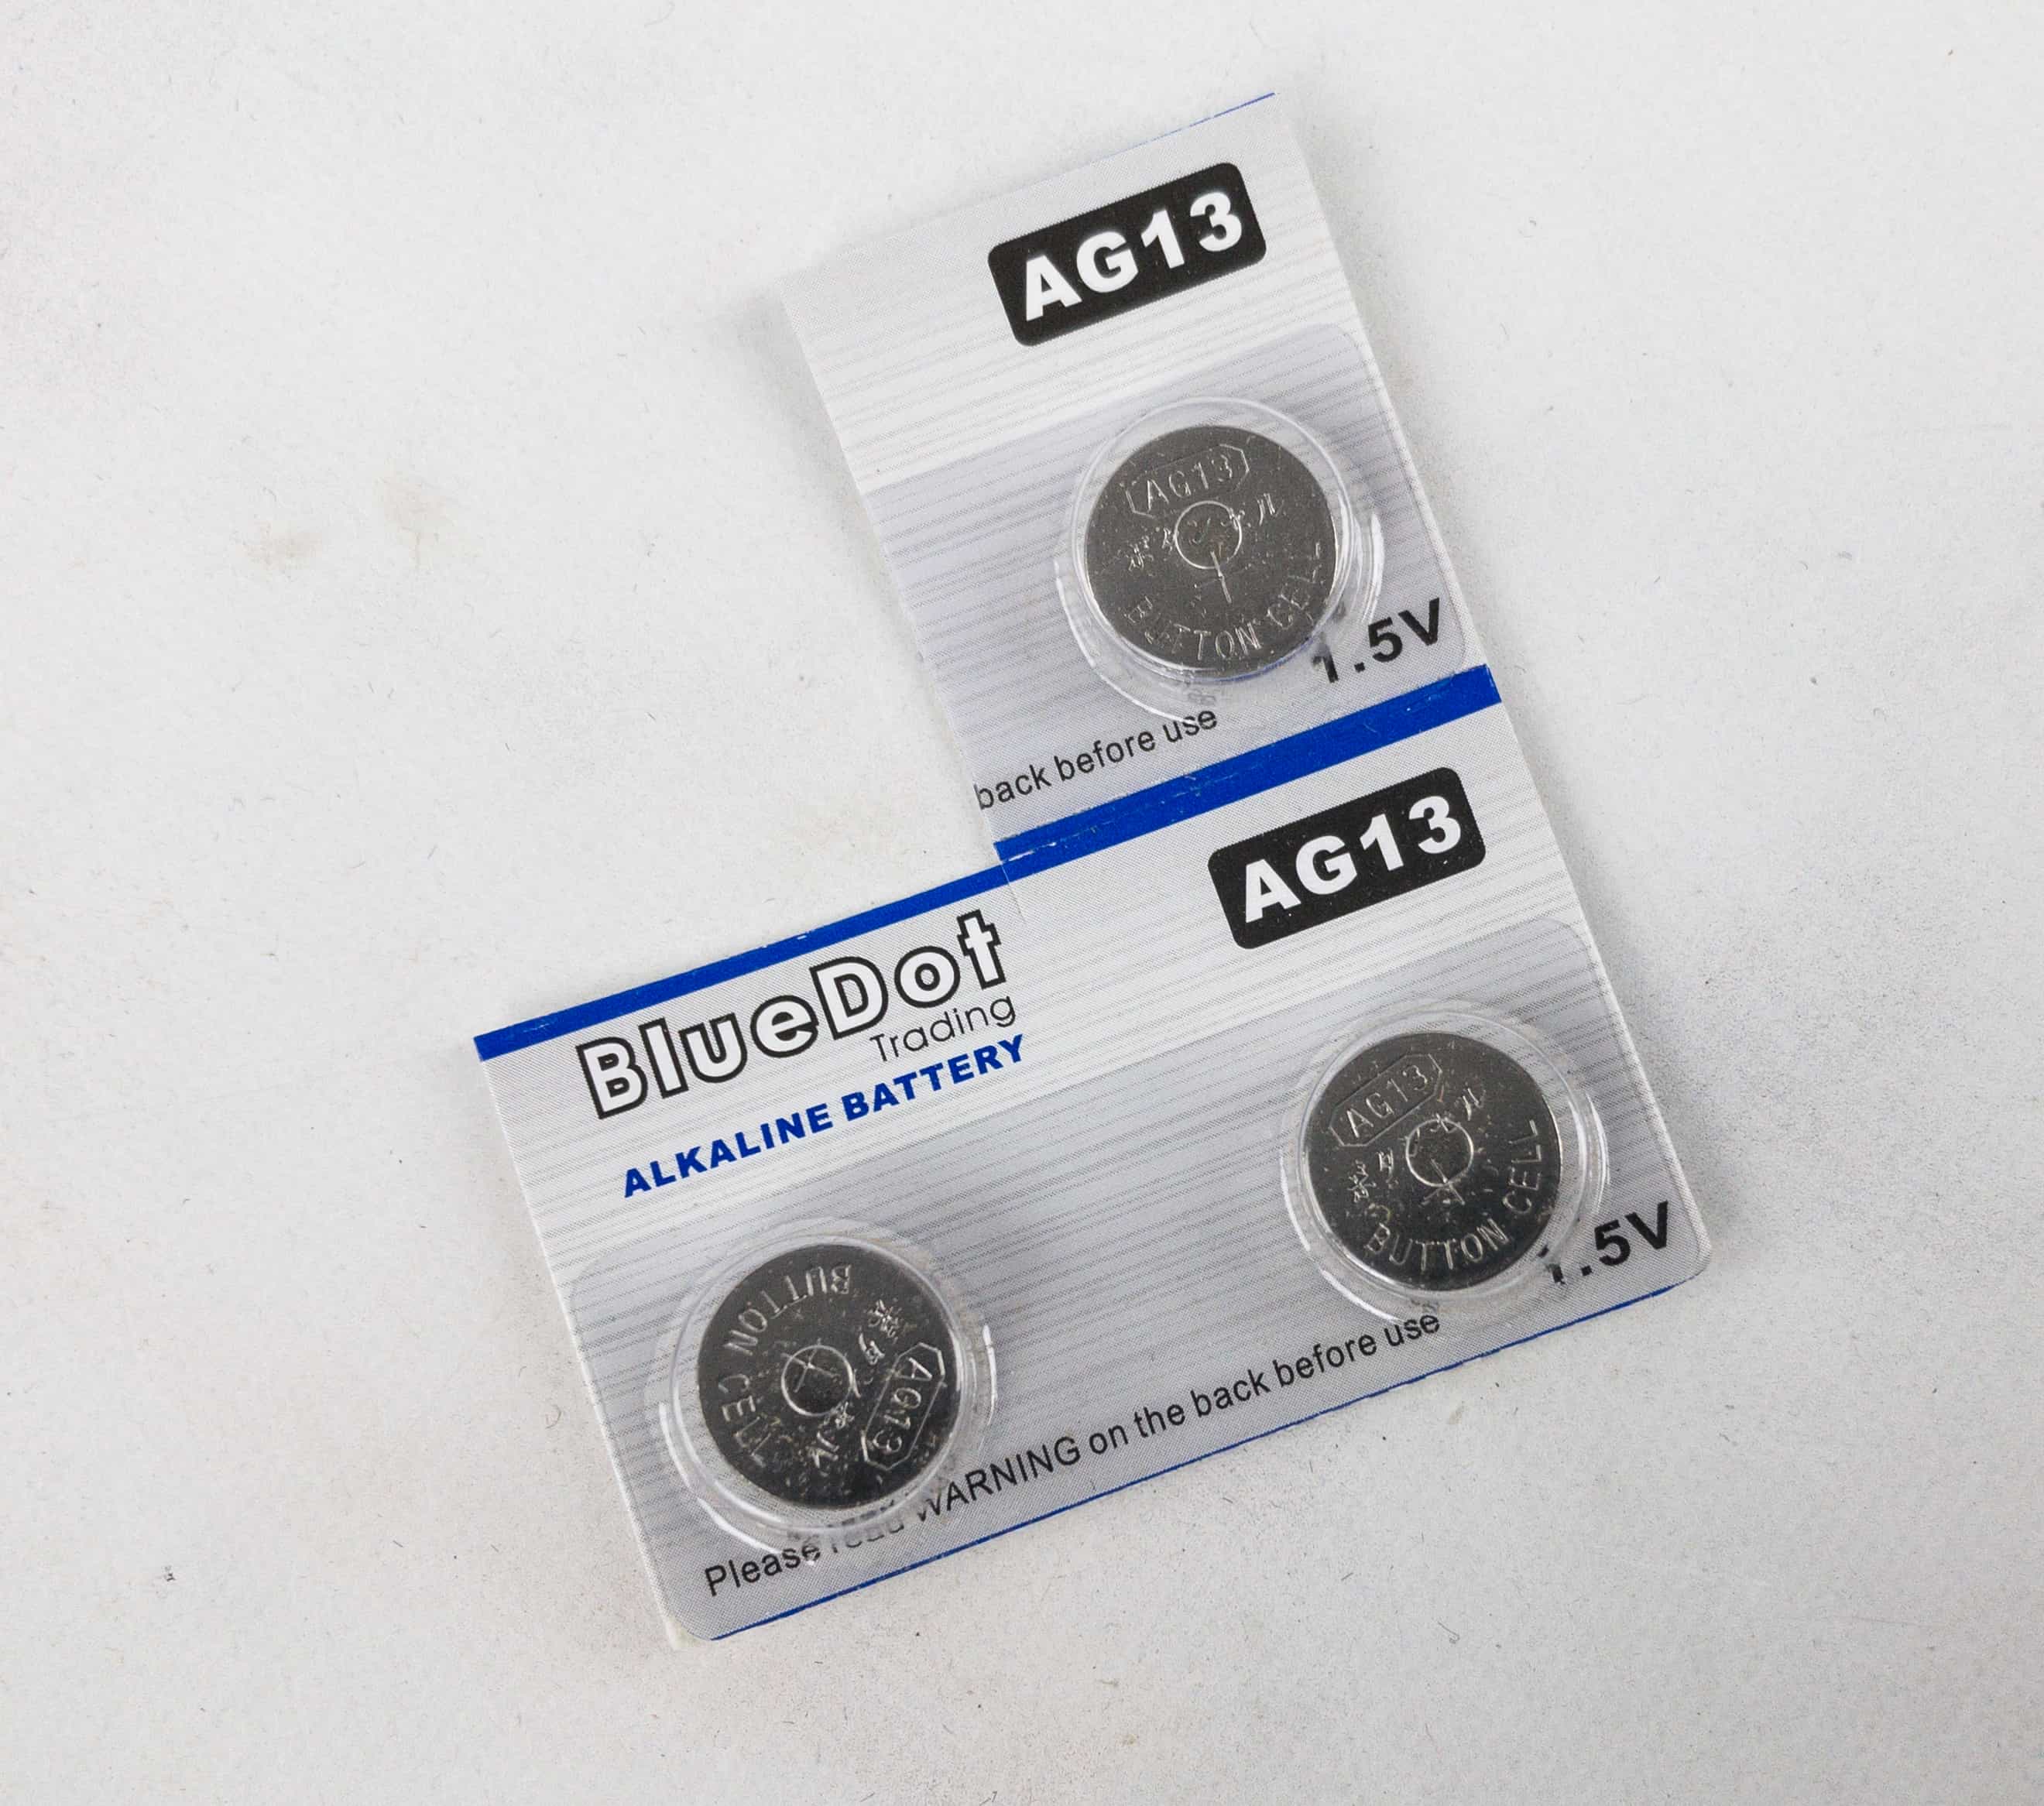 AG13
AG13
BUTTON CELL
1.5V
back before use
AG13
BlueDot
Trading
ALKALINE BATTERY
AG13
BUTTON CELL
1.5V
AG13
BUTTON CELL
Please read WARNING on the back before use